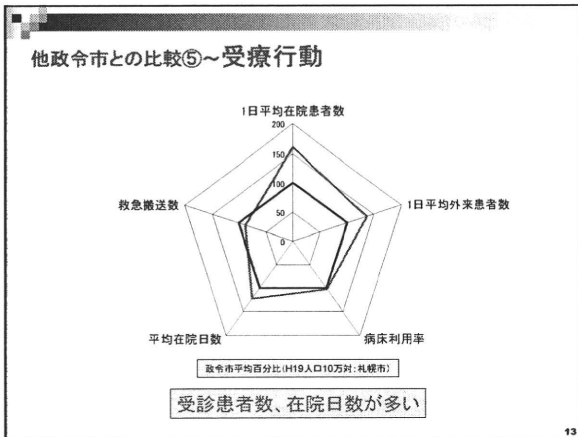 他政令市との比較⑤～受療行動
1日平均在院患者数
200
150
100
50
0
1日平均外来患者数
救急搬送数
平均在院日数
病床利用率
政令市平均百分比(H19人口10万対:札幌市)
受診患者数、在院日数が多い
13